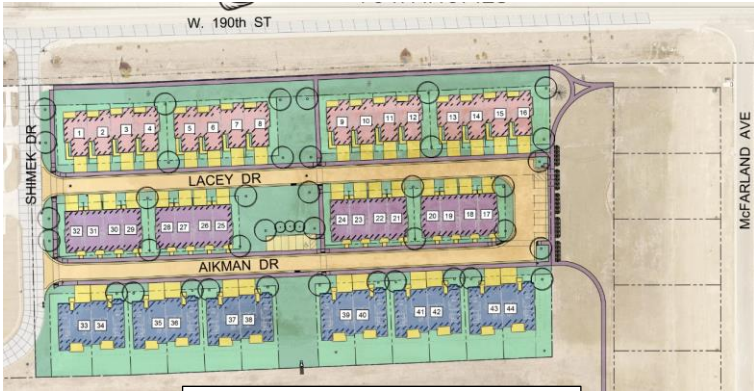 W. 190th ST
SHIMEK DR
McFARLAND AVE
1 2 3 4 5 6 7 8 9 10 11 12 13 14 15 16
LACEY DR
32 31 30 29 28 27 26 25 24 23 22 21 20 19 18 17
AIKMAN DR
33 34 35 36 37 38 39 40 41 42 43 44